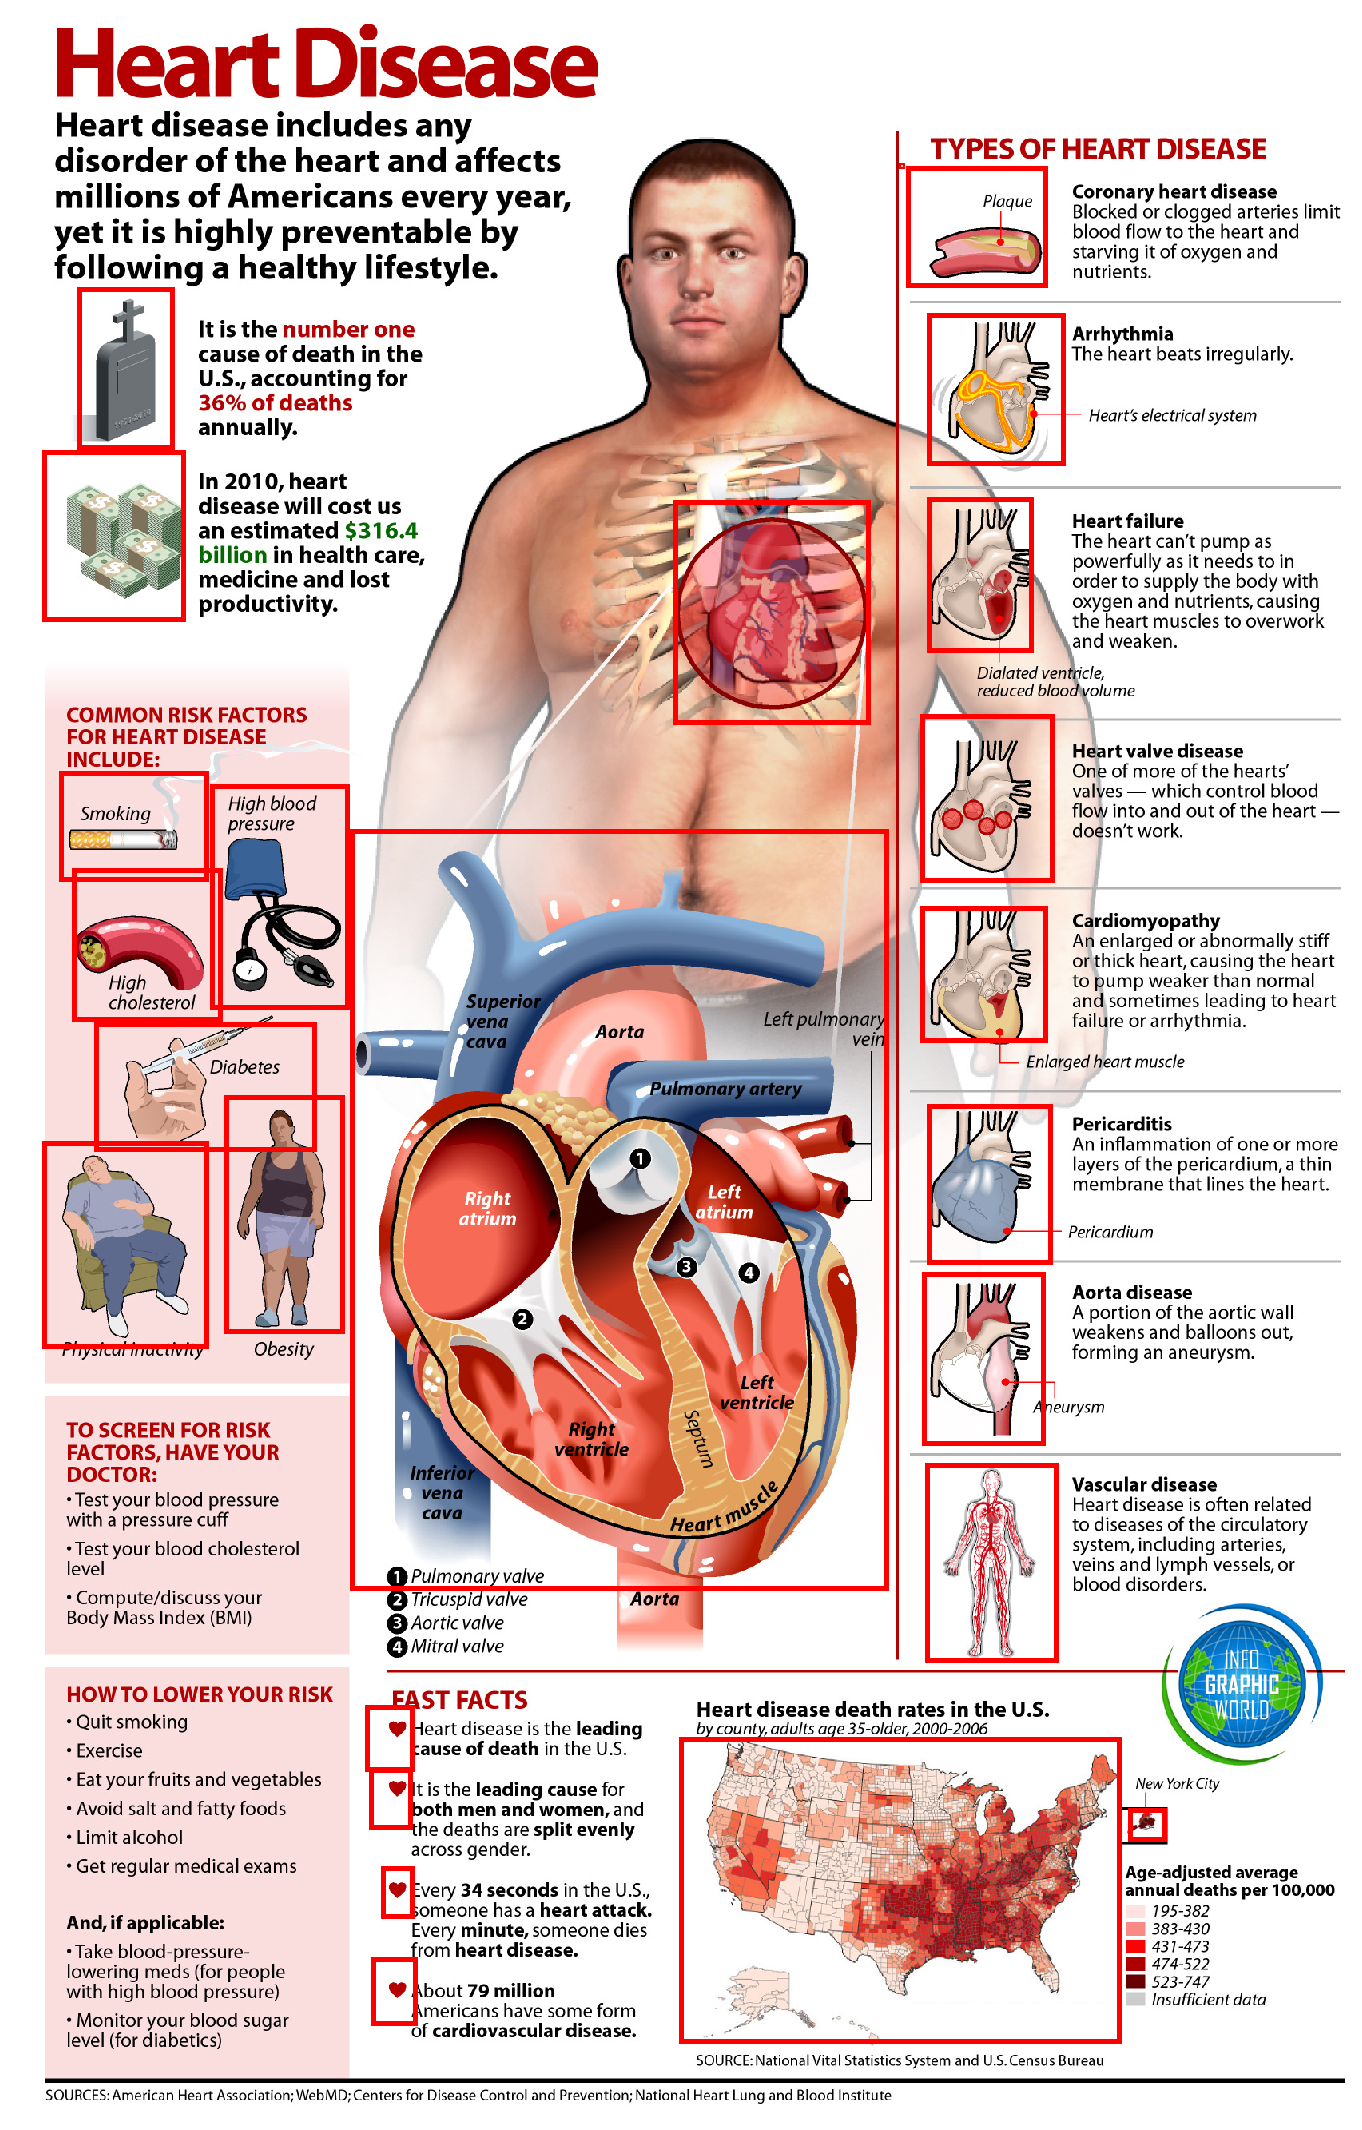 Heart Disease
Heart disease includes any
disorder of the heart and affects
millions of Americans every year,
yet it is highly preventable by
following a healthy lifestyle.
It is the number one
cause of death in the
U.S., accounting for
36% of deaths
annually.
In 2010, heart
disease will cost us
an estimated $316.4
billion in health care,
medicine and lost
productivity.
COMMON RISK FACTORS
FOR HEART DISEASE
INCLUDE:
Smoking
High blood
pressure
High
cholesterol
Diabetes
Physical inactivity
Obesity
TO SCREEN FOR RISK
FACTORS, HAVE YOUR
DOCTOR:
• Test your blood pressure
with a pressure cuff
• Test your blood cholesterol
level
• Compute/discuss your
Body Mass Index (BMI)
HOW TO LOWER YOUR RISK
• Quit smoking
• Exercise
• Eat your fruits and vegetables
• Avoid salt and fatty foods
• Limit alcohol
• Get regular medical exams
And, if applicable:
• Take blood-pressure-
lowering meds (for people
with high blood pressure)
• Monitor your blood sugar
level (for diabetics)
Superior
vena
cava
Aorta
Left pulmonary
vein
Pulmonary artery
1
Right
atrium
Left
atrium
3
4
2
Left
ventricle
Right
ventricle
Septum
Inferior
vena
cava
Heart muscle
1 Pulmonary valve
2 Tricuspid valve
3 Aortic valve
4 Mitral valve
Aorta
TYPES OF HEART DISEASE
Plaque
Coronary heart disease
Blocked or clogged arteries limit
blood flow to the heart and
starving it of oxygen and
nutrients.
Arrhythmia
The heart beats irregularly.
Heart's electrical system
Heart failure
The heart can't pump as
powerfully as it needs to in
order to supply the body with
oxygen and nutrients, causing
the heart muscles to overwork
and weaken.
Dialated ventricle,
reduced blood volume
Heart valve disease
One of more of the hearts'
valves — which control blood
flow into and out of the heart —
doesn't work.
Cardiomyopathy
An enlarged or abnormally stiff
or thick heart, causing the heart
to pump weaker than normal
and sometimes leading to heart
failure or arrhythmia.
Enlarged heart muscle
Pericarditis
An inflammation of one or more
layers of the pericardium, a thin
membrane that lines the heart.
Pericardium
Aorta disease
A portion of the aortic wall
weakens and balloons out,
forming an aneurysm.
Aneurysm
Vascular disease
Heart disease is often related
to diseases of the circulatory
system, including arteries,
veins and lymph vessels, or
blood disorders.
INFO
GRAPHIC
WORLD
FAST FACTS
Heart disease is the leading
cause of death in the U.S.
It is the leading cause for
both men and women, and
the deaths are split evenly
across gender.
Every 34 seconds in the U.S.,
someone has a heart attack.
Every minute, someone dies
from heart disease.
About 79 million
Americans have some form
of cardiovascular disease.
Heart disease death rates in the U.S.
by county, adults age 35-older, 2000-2006
New York City
Age-adjusted average
annual deaths per 100,000
195-382
383-430
431-473
474-522
523-747
Insufficient data
SOURCE: National Vital Statistics System and U.S. Census Bureau
SOURCES: American Heart Association; WebMD; Centers for Disease Control and Prevention; National Heart Lung and Blood Institute